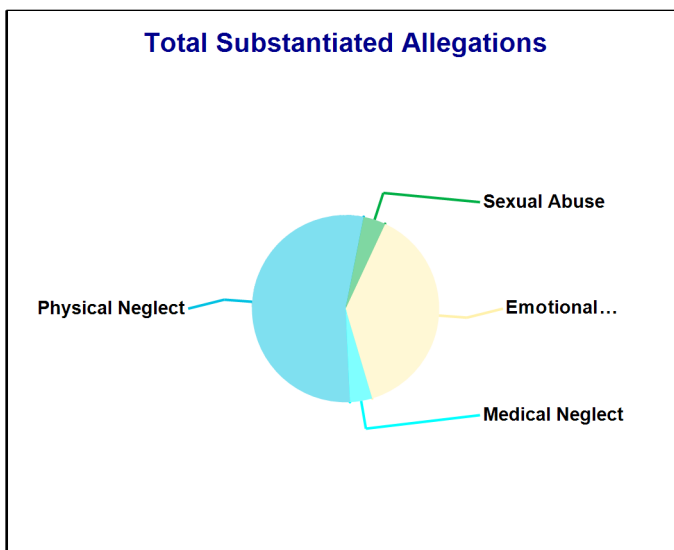 Total Substantiated Allegations
Sexual Abuse
Physical Neglect
Emotional...
Medical Neglect